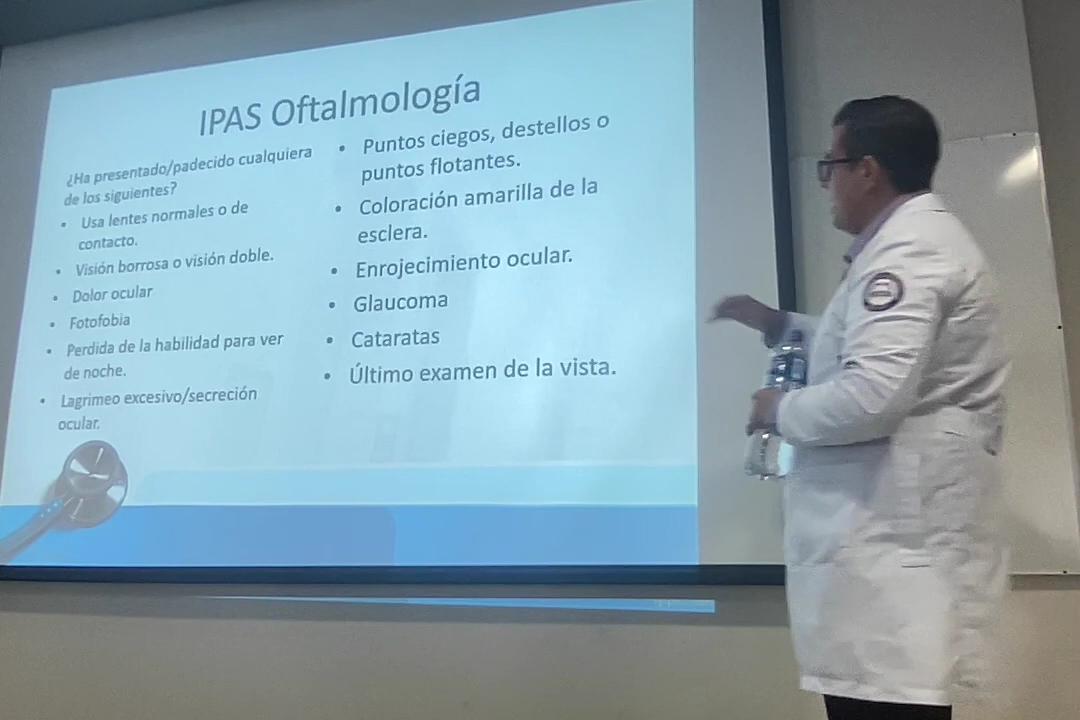 IPAS Oftalmología
¿Ha presentado/padecido cualquiera
de los siguientes?
• Usa lentes normales o de
contacto.
• Visión borrosa o visión doble.
• Dolor ocular
• Fotofobia
• Perdida de la habilidad para ver
de noche.
• Lagrimeo excesivo/secreción
ocular.
• Puntos ciegos, destellos o
puntos flotantes.
• Coloración amarilla de la
esclera.
• Enrojecimiento ocular.
• Glaucoma
• Cataratas
• Último examen de la vista.